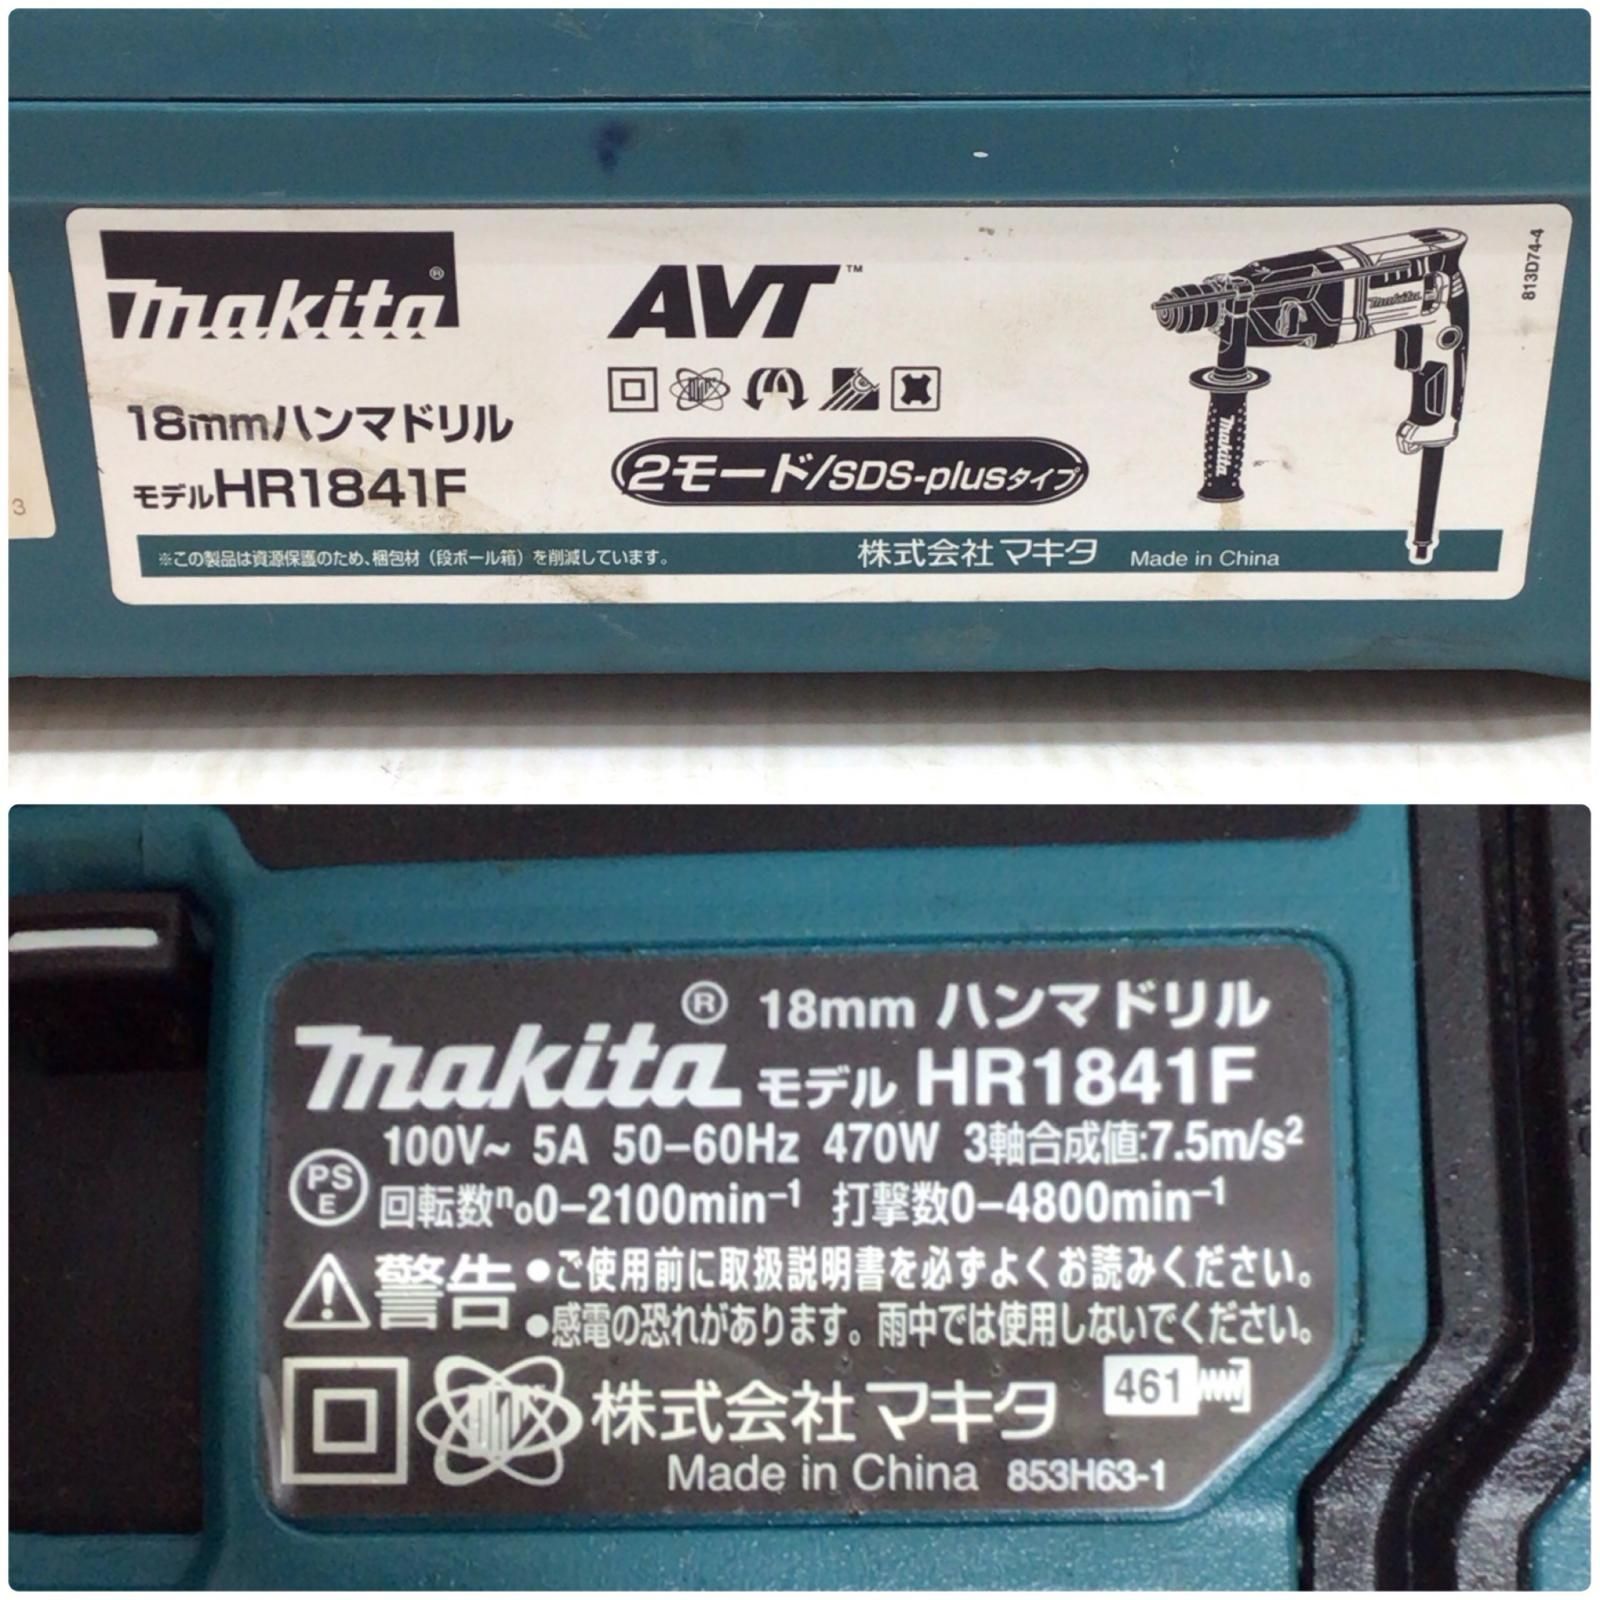 makita®
AVT™
18mmハンマドリル
モデルHR1841F
2モード/SDS-plusタイプ
makita
makita
813D74-4
3
※この製品は資源保護のため、梱包材（段ボール箱）を削減しています。
株式会社マキタ Made in China
makita® 18mm ハンマドリル
モデル HR1841F
100V~ 5A 50-60Hz 470W 3軸合成値:7.5m/s²
PSE 回転数n₀0-2100min⁻¹ 打撃数0-4800min⁻¹
警告 ●ご使用前に取扱説明書を必ずよくお読みください。
●感電の恐れがあります。雨中では使用しないでください。
株式会社マキタ 461
Made in China 853H63-1